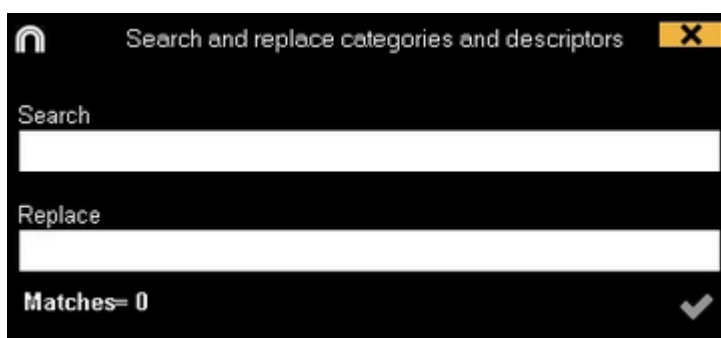 Search and replace categories and descriptors
Search
Replace
Matches= 0